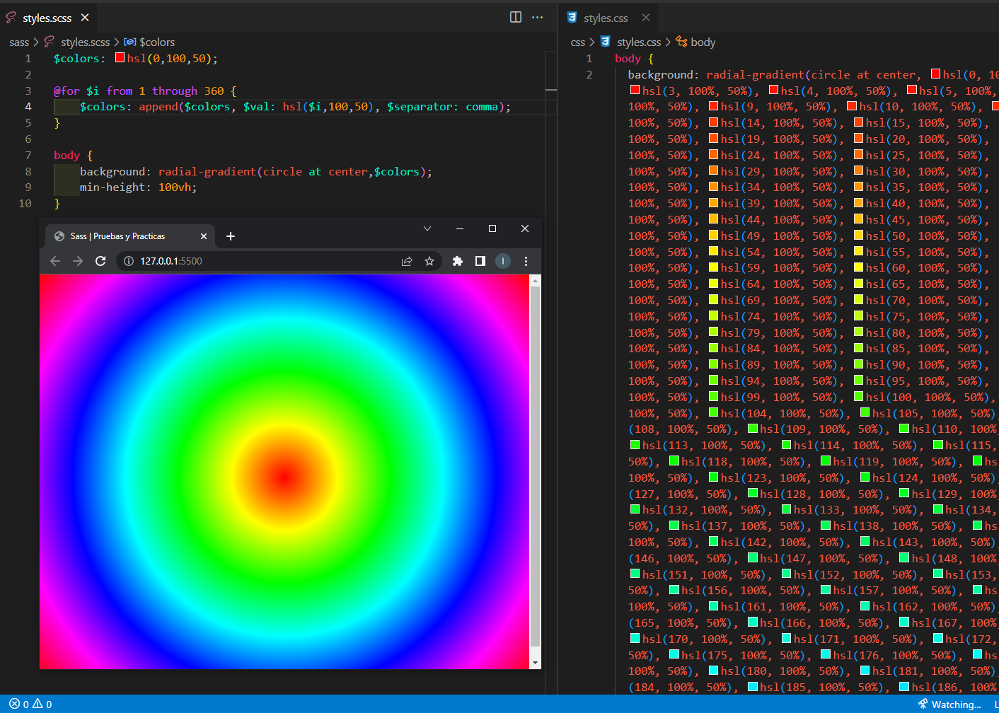 styles.scss
sass > styles.scss > $colors
1 $colors: hsl(0,100,50);
2
3 @for $i from 1 through 360 {
4 $colors: append($colors, $val: hsl($i,100,50), $separator: comma);
5 }
6
7 body {
8 background: radial-gradient(circle at center,$colors);
9 min-height: 100vh;
10 }
Sass | Pruebas y Practicas
127.0.0.1:5500
I
styles.css
css > styles.css > body
1 body {
2 background: radial-gradient(circle at center, hsl(0, 10
hsl(3, 100%, 50%), hsl(4, 100%, 50%), hsl(5, 100%,
100%, 50%), hsl(9, 100%, 50%), hsl(10, 100%, 50%),
100%, 50%), hsl(14, 100%, 50%), hsl(15, 100%, 50%),
100%, 50%), hsl(19, 100%, 50%), hsl(20, 100%, 50%),
100%, 50%), hsl(24, 100%, 50%), hsl(25, 100%, 50%),
100%, 50%), hsl(29, 100%, 50%), hsl(30, 100%, 50%),
100%, 50%), hsl(34, 100%, 50%), hsl(35, 100%, 50%),
100%, 50%), hsl(39, 100%, 50%), hsl(40, 100%, 50%),
100%, 50%), hsl(44, 100%, 50%), hsl(45, 100%, 50%),
100%, 50%), hsl(49, 100%, 50%), hsl(50, 100%, 50%),
100%, 50%), hsl(54, 100%, 50%), hsl(55, 100%, 50%),
100%, 50%), hsl(59, 100%, 50%), hsl(60, 100%, 50%),
100%, 50%), hsl(64, 100%, 50%), hsl(65, 100%, 50%),
100%, 50%), hsl(69, 100%, 50%), hsl(70, 100%, 50%),
100%, 50%), hsl(74, 100%, 50%), hsl(75, 100%, 50%),
100%, 50%), hsl(79, 100%, 50%), hsl(80, 100%, 50%),
100%, 50%), hsl(84, 100%, 50%), hsl(85, 100%, 50%),
100%, 50%), hsl(89, 100%, 50%), hsl(90, 100%, 50%),
100%, 50%), hsl(94, 100%, 50%), hsl(95, 100%, 50%),
100%, 50%), hsl(99, 100%, 50%), hsl(100, 100%, 50%),
100%, 50%), hsl(104, 100%, 50%), hsl(105, 100%, 50%)
(108, 100%, 50%), hsl(109, 100%, 50%), hsl(110, 100%,
hsl(113, 100%, 50%), hsl(114, 100%, 50%), hsl(115,
50%), hsl(118, 100%, 50%), hsl(119, 100%, 50%), hs
100%, 50%), hsl(123, 100%, 50%), hsl(124, 100%, 50%)
(127, 100%, 50%), hsl(128, 100%, 50%), hsl(129, 100%
hsl(132, 100%, 50%), hsl(133, 100%, 50%), hsl(134,
50%), hsl(137, 100%, 50%), hsl(138, 100%, 50%), hs
100%, 50%), hsl(142, 100%, 50%), hsl(143, 100%, 50%)
(146, 100%, 50%), hsl(147, 100%, 50%), hsl(148, 100%
hsl(151, 100%, 50%), hsl(152, 100%, 50%), hsl(153,
50%), hsl(156, 100%, 50%), hsl(157, 100%, 50%), hs
100%, 50%), hsl(161, 100%, 50%), hsl(162, 100%, 50%)
(165, 100%, 50%), hsl(166, 100%, 50%), hsl(167, 100%
hsl(170, 100%, 50%), hsl(171, 100%, 50%), hsl(172,
50%), hsl(175, 100%, 50%), hsl(176, 100%, 50%), hs
100%, 50%), hsl(180, 100%, 50%), hsl(181, 100%, 50%)
(184, 100%, 50%), hsl(185, 100%, 50%), hsl(186, 100%
0 0
Watching... L